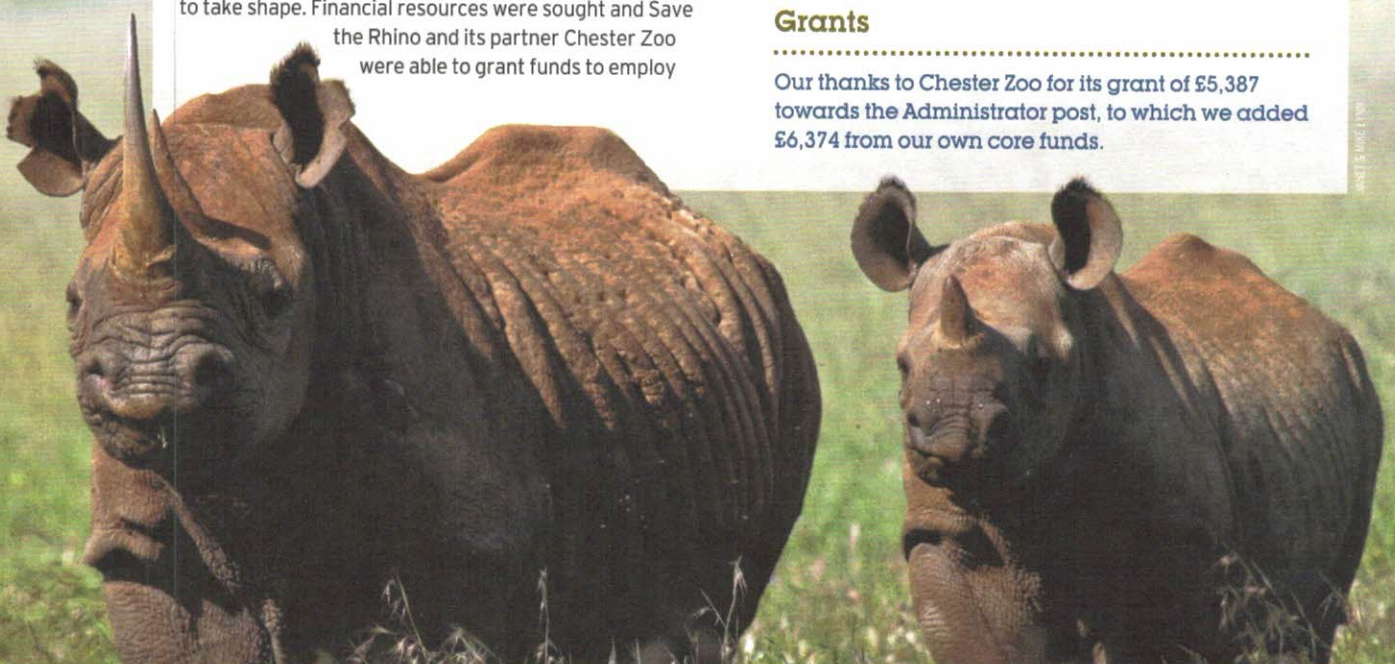 to take shape. Financial resources were sought and Save
the Rhino and its partner Chester Zoo
were able to grant funds to employ
Grants
Our thanks to Chester Zoo for its grant of £5,387
towards the Administrator post, to which we added
£6,374 from our own core funds.